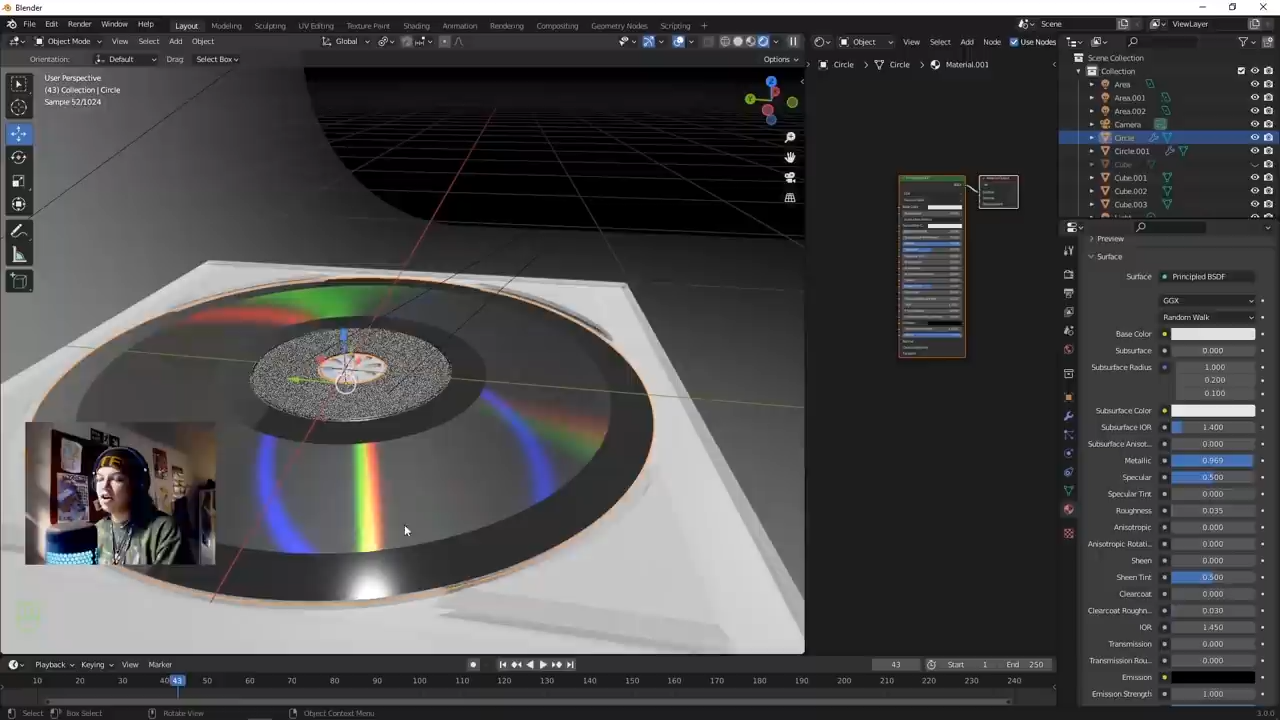 Blender
File Edit Render Window Help Layout Modeling Sculpting UV Editing Texture Paint Shading Animation Rendering Compositing Geometry Nodes Scripting + Scene ViewLayer
Object Mode View Select Add Object Global Object View Select Add Node Use Nodes
Orientation: Default Drag: Select Box Options
User Perspective
(43) Collection | Circle
Sample 52/1024
Z
Y
Circle Circle Material.001
Scene Collection
Collection
Area
Area.001
Area.002
Camera
Circle
Circle.001
Cube
Cube.001
Cube.002
Cube.003
Preview
Surface
Surface Principled BSDF
GGX
Random Walk
Base Color
Subsurface 0.000
Subsurface Radius 1.000
0.200
0.100
Subsurface Color
Subsurface IOR 1.400
Subsurface Anisot... 0.000
Metallic 0.969
Specular 0.500
Specular Tint 0.000
Roughness 0.035
Anisotropic 0.000
Anisotropic Rotati... 0.000
Sheen 0.000
Sheen Tint 0.500
Clearcoat 0.000
Clearcoat Roughn... 0.030
IOR 1.450
Transmission 0.000
Transmission Rou... 0.000
Emission
Emission Strength 1.000
Playback Keying View Marker 43 Start 1 End 250
10 20 30 40 43 50 60 70 80 90 100 110 120 130 140 150 160 170 180 190 200 210 220 230 240
Select Box Select Rotate View Object Context Menu 3.0.0